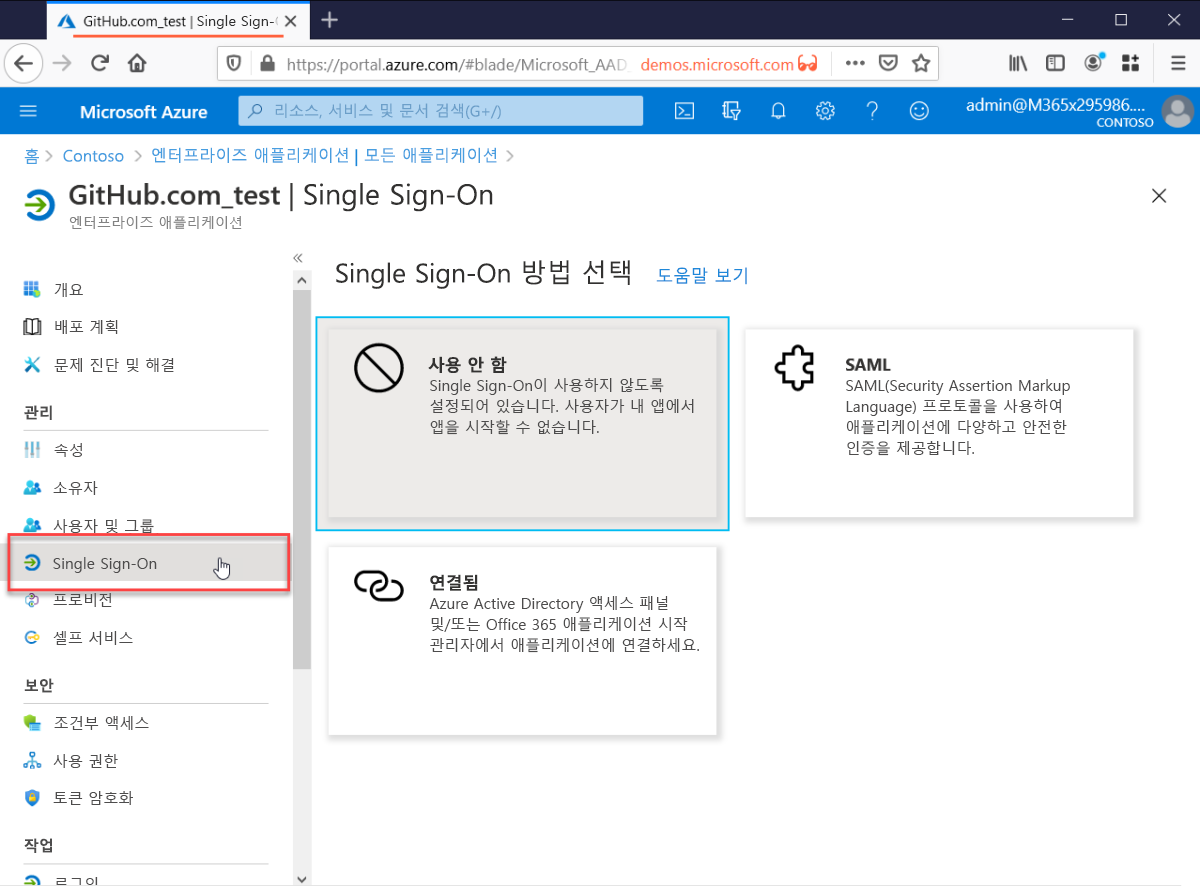 GitHub.com_test | Single Sign-
https://portal.azure.com/#blade/Microsoft_AAD_ demos.microsoft.com
Microsoft Azure
리소스, 서비스 및 문서 검색(G+/)
admin@M365x295986....
CONTOSO
홈 > Contoso > 엔터프라이즈 애플리케이션 | 모든 애플리케이션 >
GitHub.com_test | Single Sign-On
엔터프라이즈 애플리케이션
«
개요
배포 계획
문제 진단 및 해결
관리
속성
소유자
사용자 및 그룹
Single Sign-On
프로비전
셀프 서비스
보안
조건부 액세스
사용 권한
토큰 암호화
작업
로그인
Single Sign-On 방법 선택 도움말 보기
사용 안 함
Single Sign-On이 사용하지 않도록
설정되어 있습니다. 사용자가 내 앱에서
앱을 시작할 수 없습니다.
SAML
SAML(Security Assertion Markup
Language) 프로토콜을 사용하여
애플리케이션에 다양하고 안전한
인증을 제공합니다.
연결됨
Azure Active Directory 액세스 패널
및/또는 Office 365 애플리케이션 시작
관리자에서 애플리케이션에 연결하세요.